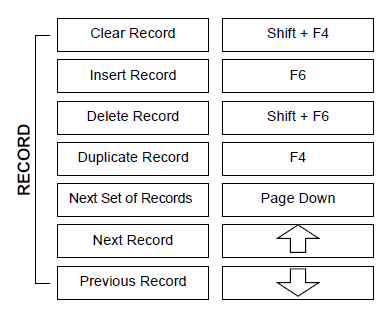 RECORD
Clear Record Shift + F4
Insert Record F6
Delete Record Shift + F6
Duplicate Record F4
Next Set of Records Page Down
Next Record
Previous Record